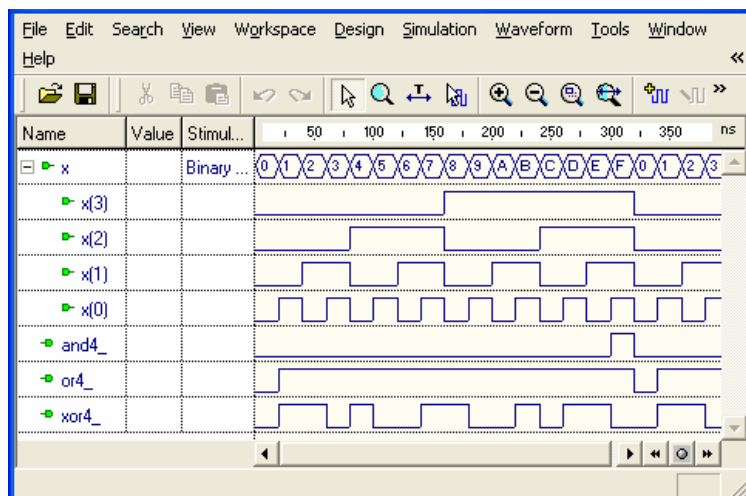 File Edit Search View Workspace Design Simulation Waveform Tools Window
Help
Name Value Stimul... 50 100 150 200 250 300 350 ns
x Binary ... 0 1 2 3 4 5 6 7 8 9 A B C D E F 0 1 2 3
x(3)
x(2)
x(1)
x(0)
and4_
or4_
xor4_